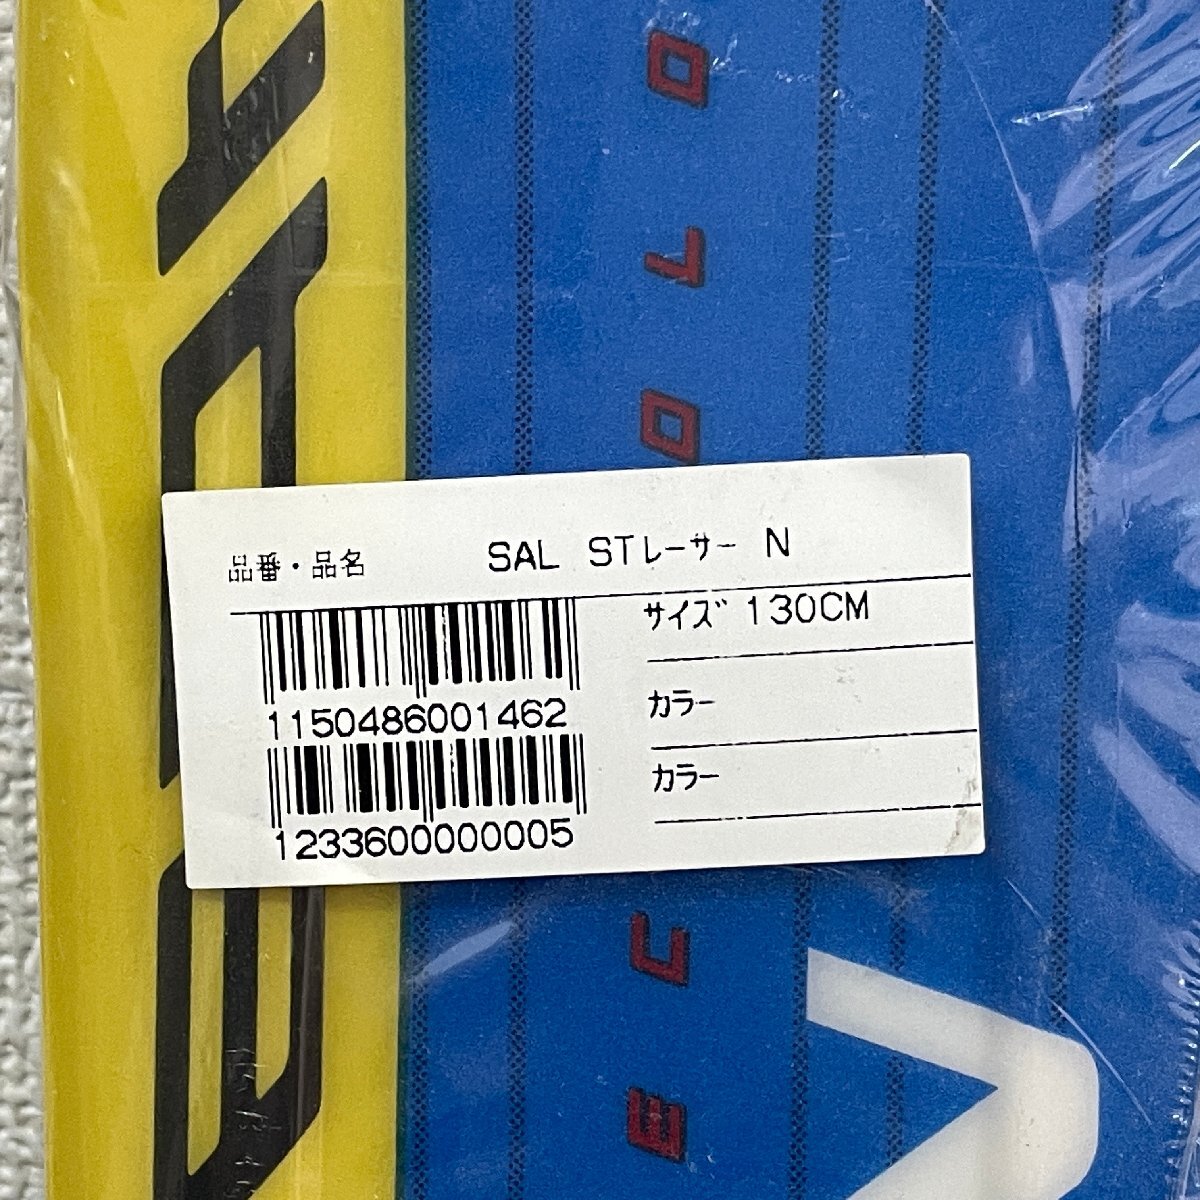 品番・品名 SAL STレーサー N
サイズ 130CM
カラー
カラー
1150486001462
1233600000005